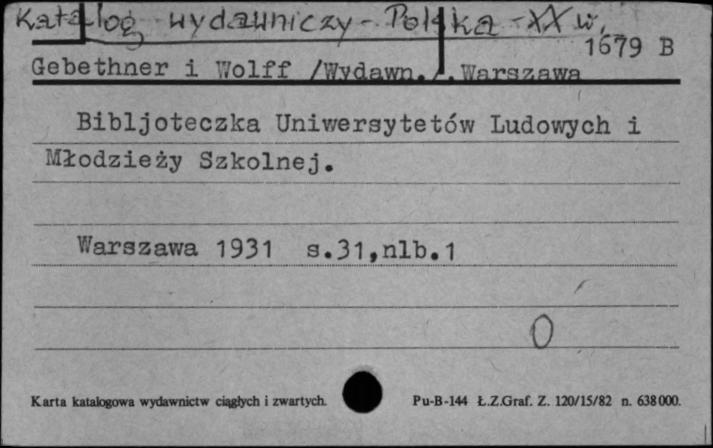 Katalog wydawniczy - Polska - XX w.
1679 B
Gebethner i Wolff /Wydawn./. Warszawa
Bibljoteczka Uniwersytetów Ludowych i
Młodzieży Szkolnej.
Warszawa 1931 s.31,nlb.1
O
Karta katalogowa wydawnictw ciągłych i zwartych. Pu-B-144 Ł.Z.Graf. Z. 120/15/82 n. 638000.